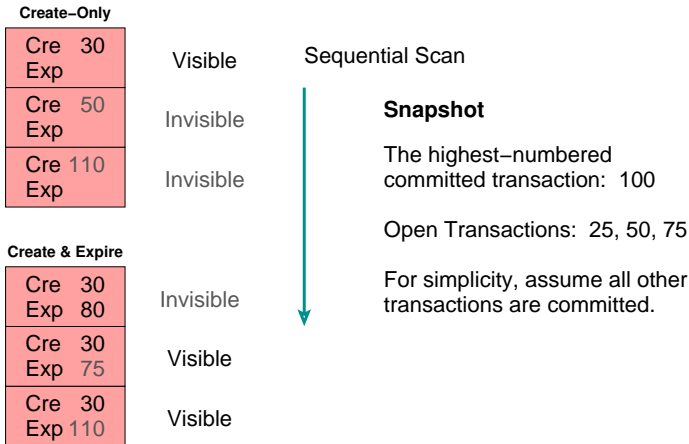 Create–Only
Cre 30
Exp
Visible
Cre 50
Exp
Invisible
Cre 110
Exp
Invisible
Create & Expire
Cre 30
Exp 80
Invisible
Cre 30
Exp 75
Visible
Cre 30
Exp 110
Visible
Sequential Scan
Snapshot
The highest–numbered
committed transaction: 100
Open Transactions: 25, 50, 75
For simplicity, assume all other
transactions are committed.